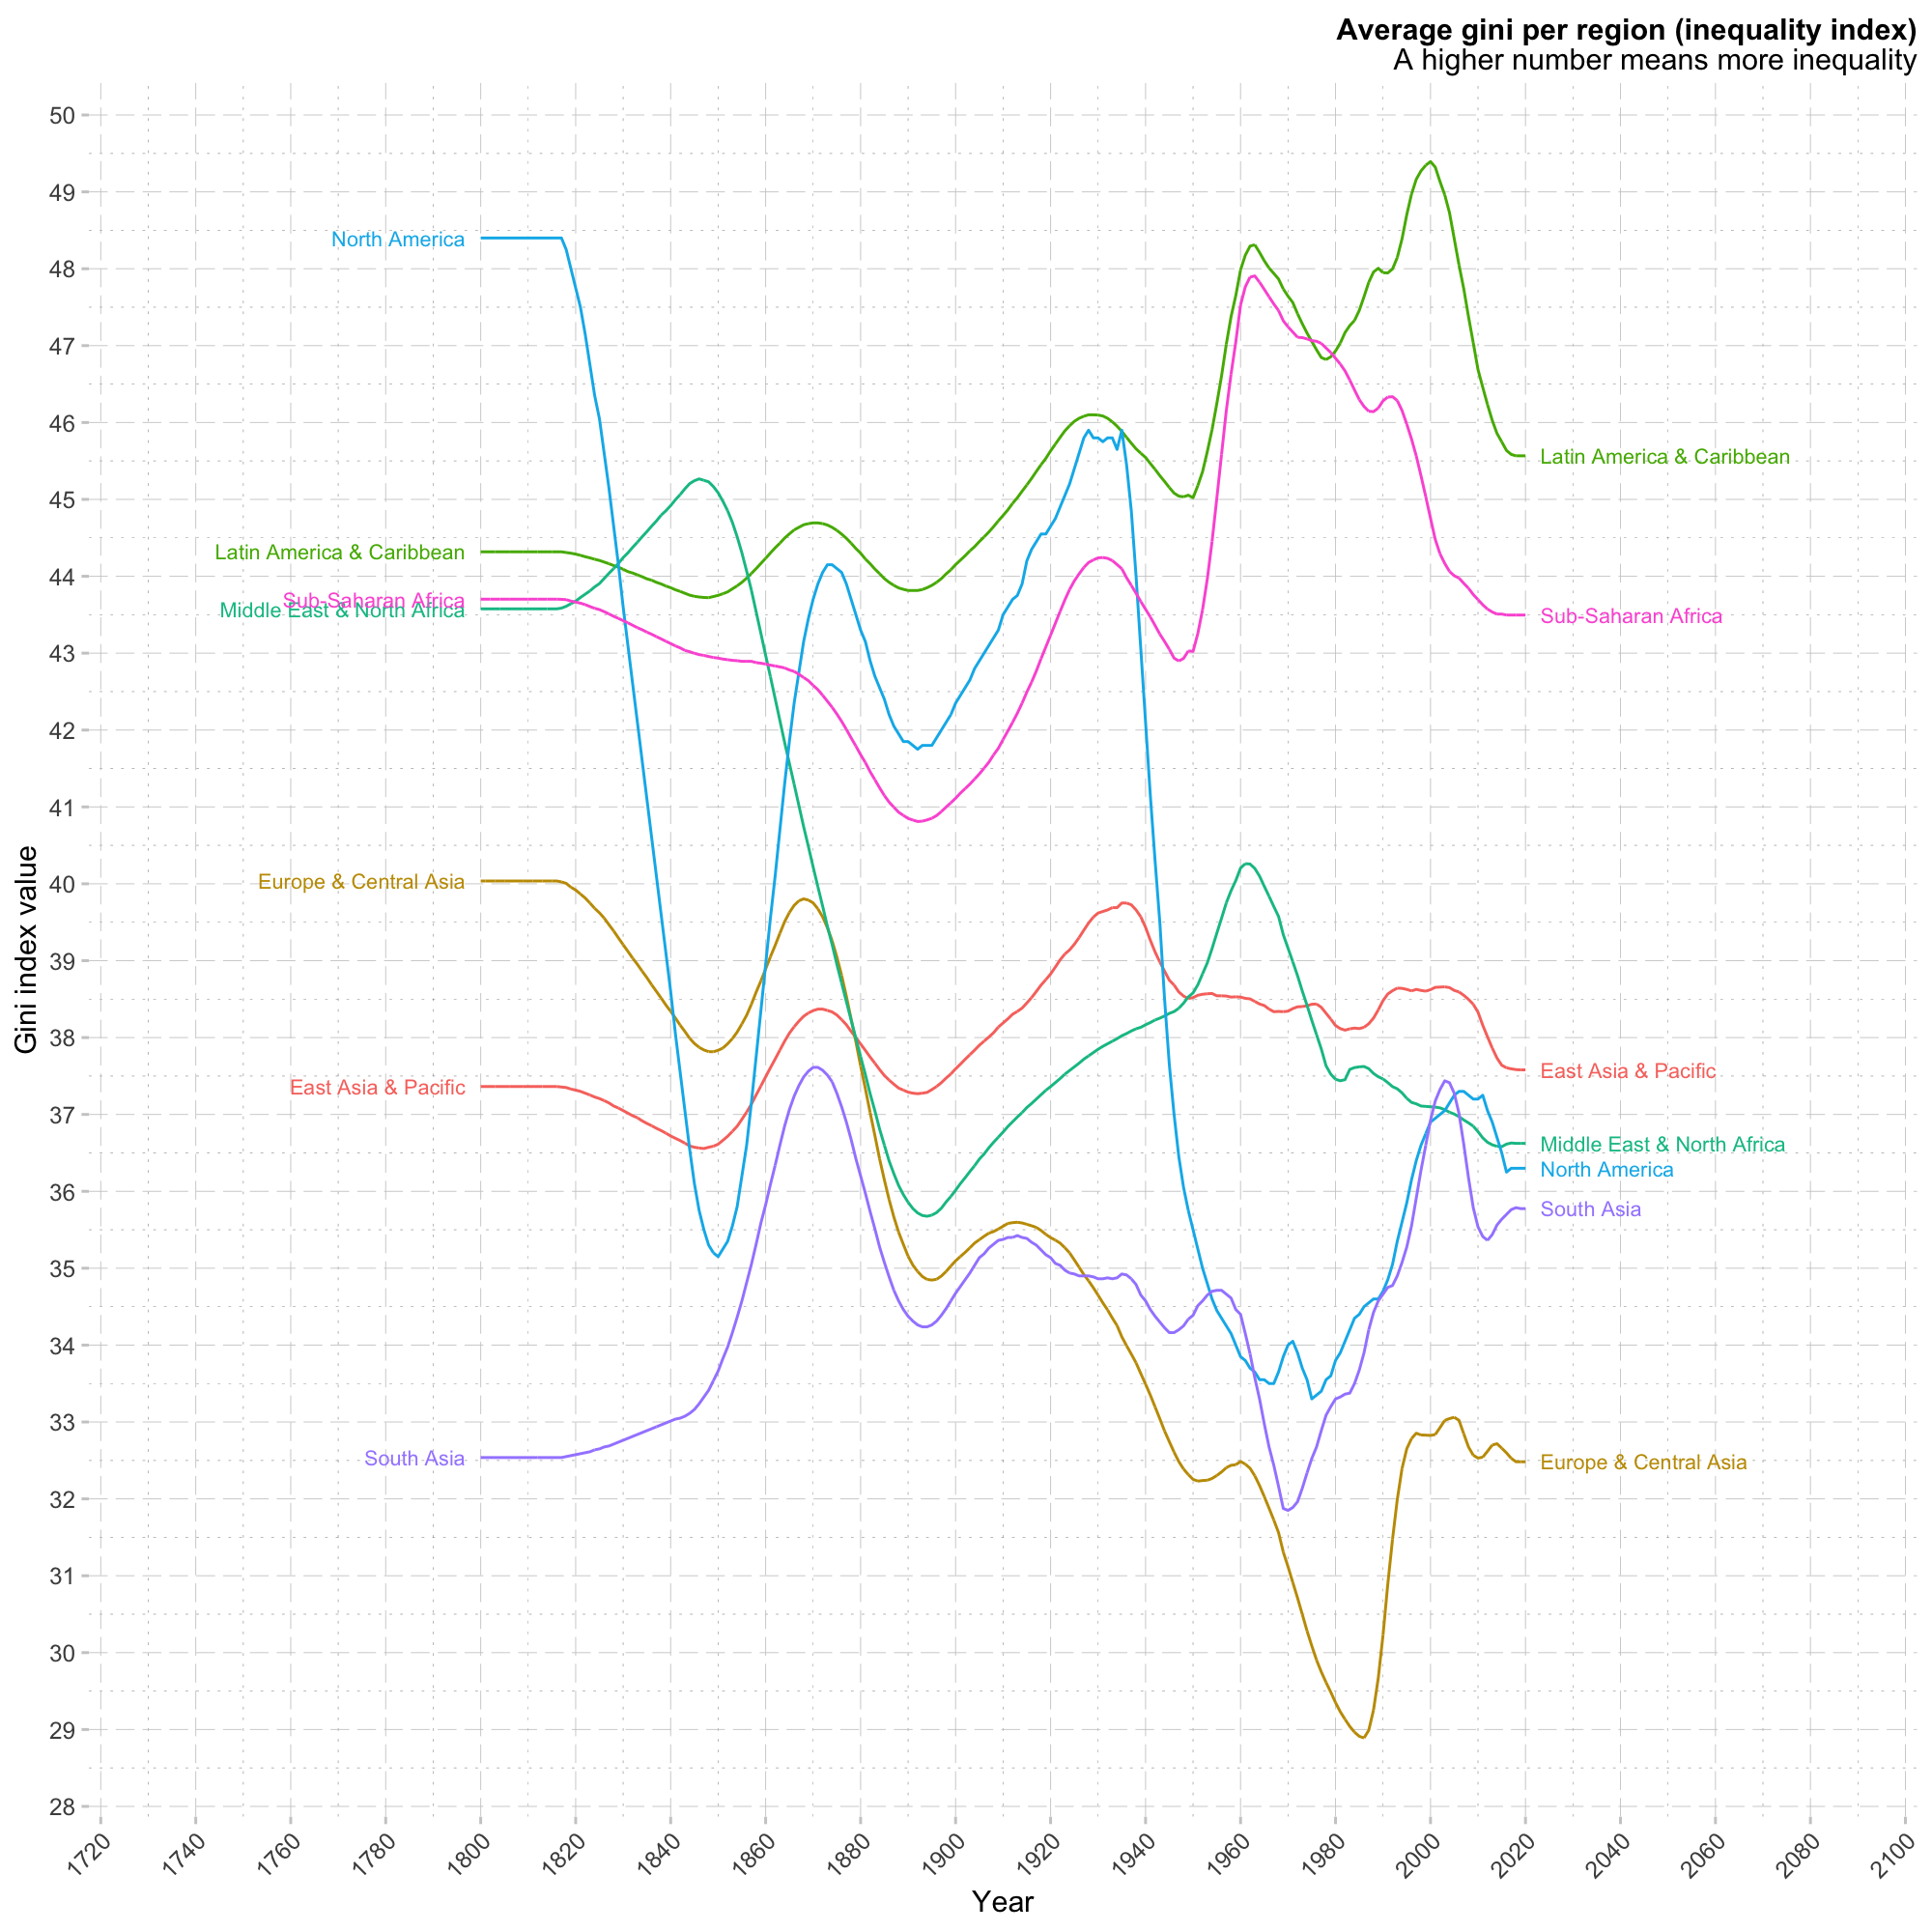 Average gini per region (inequality index)
A higher number means more inequality
Gini index value
50
49
48
47
46
45
44
43
42
41
40
39
38
37
36
35
34
33
32
31
30
29
28
North America
Latin America & Caribbean
Sub-Saharan Africa
Middle East & North Africa
Europe & Central Asia
East Asia & Pacific
South Asia
Latin America & Caribbean
Sub-Saharan Africa
East Asia & Pacific
Middle East & North Africa
North America
South Asia
Europe & Central Asia
1720 1740 1760 1780 1800 1820 1840 1860 1880 1900 1920 1940 1960 1980 2000 2020 2040 2060 2080 2100
Year